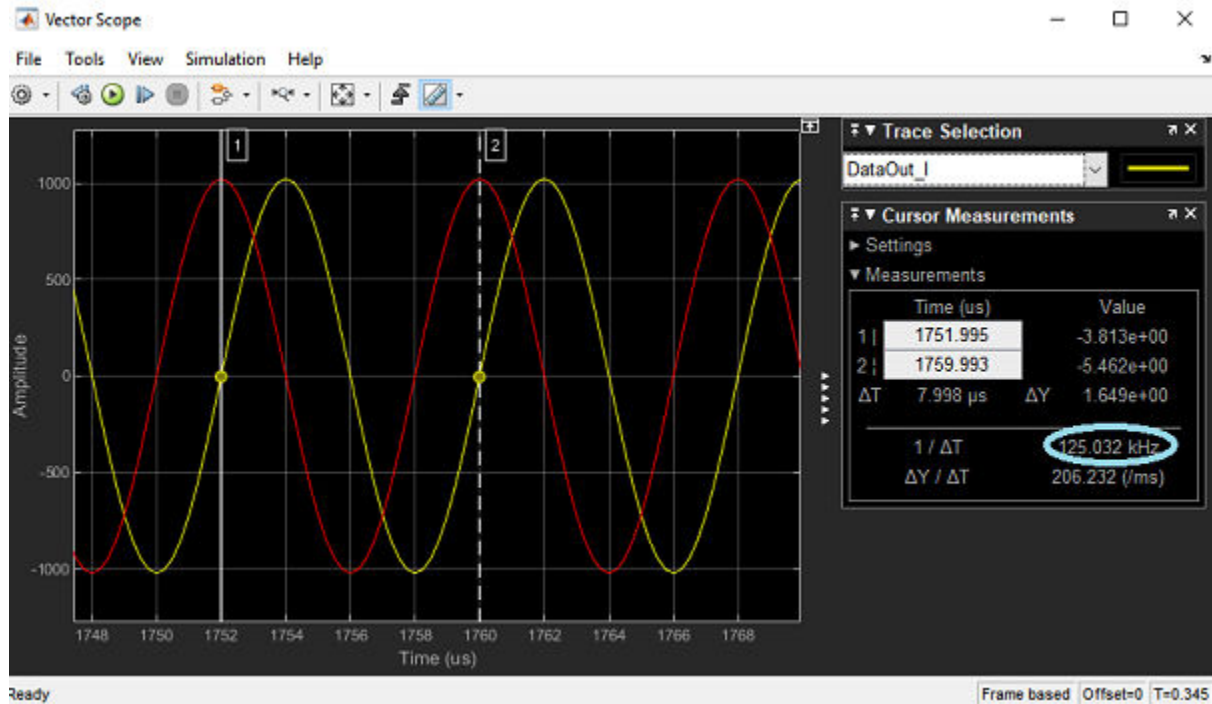 Vector Scope
File Tools View Simulation Help
1
2
1000
500
0
-500
-1000
Amplitude
1748 1750 1752 1754 1756 1758 1760 1762 1764 1766 1768
Time (us)
Trace Selection
DataOut_I
Cursor Measurements
Settings
Measurements
Time (us) Value
1 | 1751.995 -3.813e+00
2 ¦ 1759.993 -5.462e+00
ΔT 7.998 µs ΔY 1.649e+00
1 / ΔT 125.032 kHz
ΔY / ΔT 206.232 (/ms)
Ready Frame based Offset=0 T=0.345